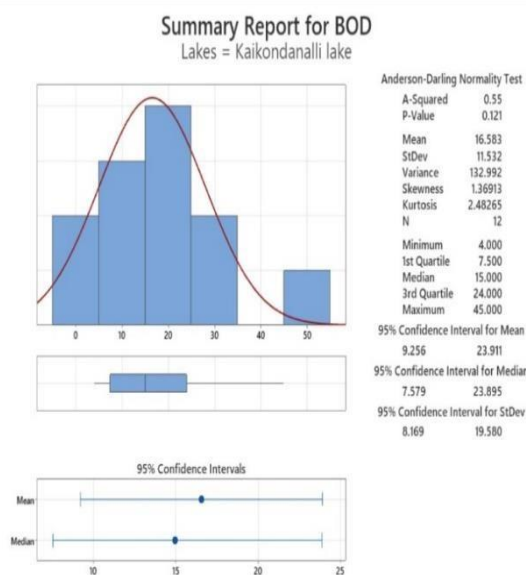 Summary Report for BOD
Lakes = Kaikondanalli lake
Anderson-Darling Normality Test
A-Squared 0.55
P-Value 0.121
Mean 16.583
StDev 11.532
Variance 132.992
Skewness 1.36913
Kurtosis 2.48265
N 12
Minimum 4.000
1st Quartile 7.500
Median 15.000
3rd Quartile 24.000
Maximum 45.000
95% Confidence Interval for Mean
9.256 23.911
95% Confidence Interval for Median
7.579 23.895
95% Confidence Interval for StDev
8.169 19.580
0 10 20 30 40 50
95% Confidence Intervals
Mean
Median
10 15 20 25